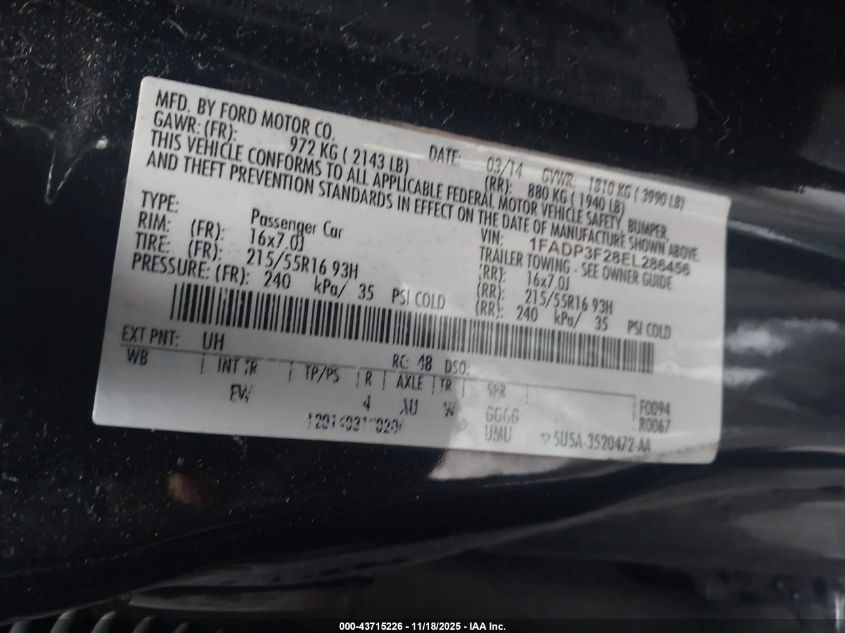 MFD. BY FORD MOTOR CO. DATE: 03/14 GVWR: 1810 KG ( 3990 LB)
GAWR: (FR): 972 KG ( 2143 LB) (RR): 880 KG ( 1940 LB)
THIS VEHICLE CONFORMS TO ALL APPLICABLE FEDERAL MOTOR VEHICLE SAFETY, BUMPER,
AND THEFT PREVENTION STANDARDS IN EFFECT ON THE DATE OF MANUFACTURE SHOWN ABOVE.
VIN: 1FADP3F28EL286456
TYPE: Passenger Car TRAILER TOWING - SEE OWNER GUIDE
RIM: (FR): 16x7.0J (RR): 16x7.0J
TIRE: (FR): 215/55R16 93H (RR): 215/55R16 93H
PRESSURE: (FR): 240 kPa/ 35 PSI COLD (RR): 240 kPa/ 35 PSI COLD
EXT PNT: UH RC: 48 DSO:
WB INT TR TP/PS R AXLE TR SPR
EW 4 AU W GGGG F0094
UMU R0067
5U5A-3520472-AA
000-43715226 - 11/18/2025 - IAA Inc.